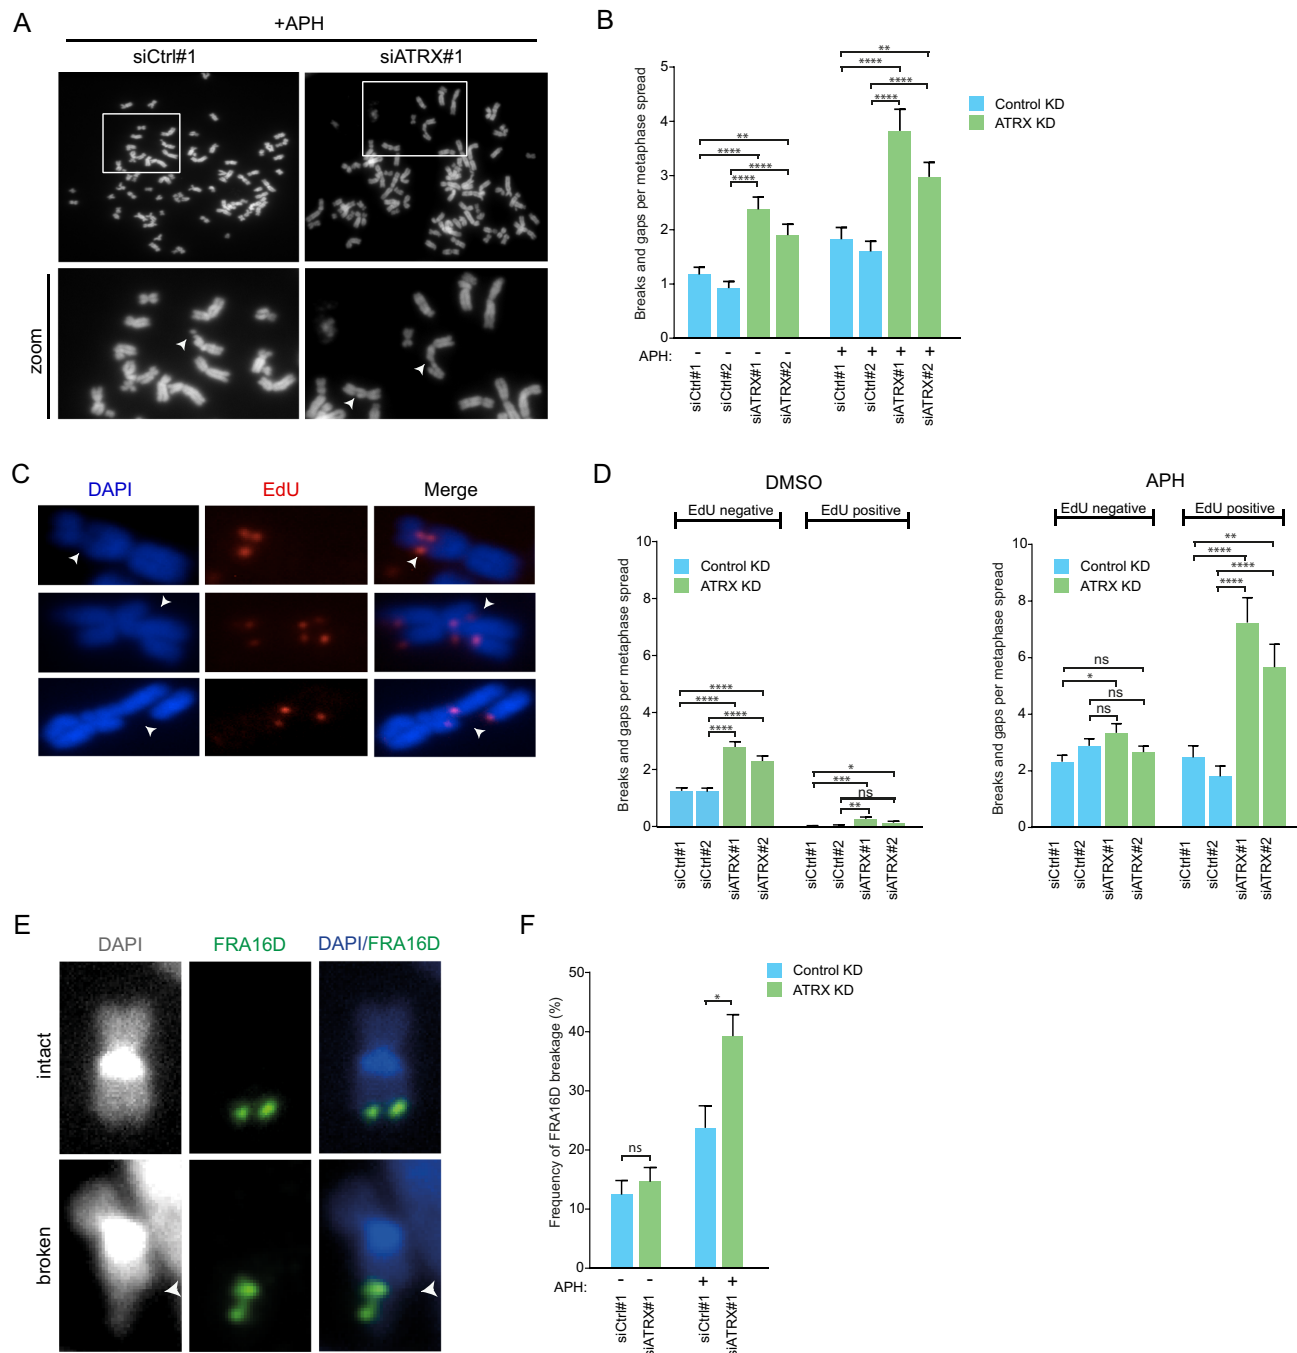 A
+APH
siCtrl#1 siATRX#1
zoom
B
Breaks and gaps per metaphase spread
5
4
3
2
1
0
** 
****
****
****
**
****
****
****
Control KD
ATRX KD
APH: - - - - + + + +
siCtrl#1 siCtrl#2 siATRX#1 siATRX#2 siCtrl#1 siCtrl#2 siATRX#1 siATRX#2
C
DAPI EdU Merge
D
DMSO
EdU negative EdU positive
Breaks and gaps per metaphase spread
10
8
6
4
2
0
Control KD
ATRX KD
****
****
****
****
*
***
ns
**
siCtrl#1 siCtrl#2 siATRX#1 siATRX#2 siCtrl#1 siCtrl#2 siATRX#1 siATRX#2
APH
EdU negative EdU positive
Breaks and gaps per metaphase spread
10
8
6
4
2
0
ns
*
ns
ns
**
****
****
****
siCtrl#1 siCtrl#2 siATRX#1 siATRX#2 siCtrl#1 siCtrl#2 siATRX#1 siATRX#2
E
DAPI FRA16D DAPI/FRA16D
intact
broken
F
Frequency of FRA16D breakage (%)
50
40
30
20
10
0
ns
*
Control KD
ATRX KD
APH: - - + +
siCtrl#1 siATRX#1 siCtrl#1 siATRX#1